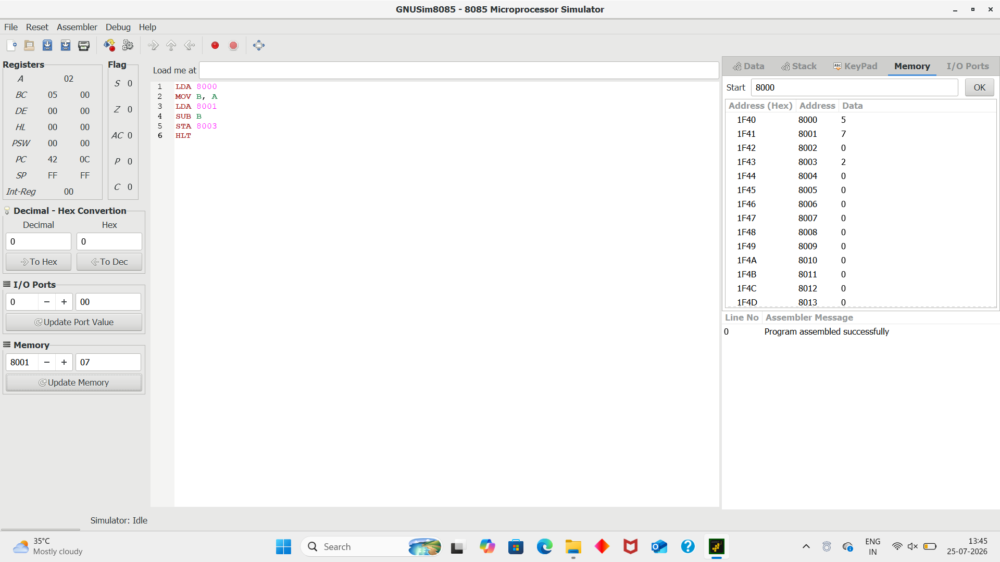 GNUSim8085 - 8085 Microprocessor Simulator
File Reset Assembler Debug Help
Registers
A 02
BC 05 00
DE 00 00
HL 00 00
PSW 00 00
PC 42 0C
SP FF FF
Int-Reg 00
Flag
S 0
Z 0
AC 0
P 0
C 0
Decimal - Hex Convertion
Decimal Hex
0 0
To Hex To Dec
I/O Ports
0 − + 00
Update Port Value
Memory
8001 − + 07
Update Memory
Load me at
1 LDA 8000
2 MOV B, A
3 LDA 8001
4 SUB B
5 STA 8003
6 HLT
Data Stack Abc KeyPad Memory I/O Ports
Start 8000 OK
Address (Hex) Address Data
1F40 8000 5
1F41 8001 7
1F42 8002 0
1F43 8003 2
1F44 8004 0
1F45 8005 0
1F46 8006 0
1F47 8007 0
1F48 8008 0
1F49 8009 0
1F4A 8010 0
1F4B 8011 0
1F4C 8012 0
1F4D 8013 0
Line No Assembler Message
0 Program assembled successfully
Simulator: Idle
35°C
Mostly cloudy
Search
ENG
IN
13:45
25-07-2026